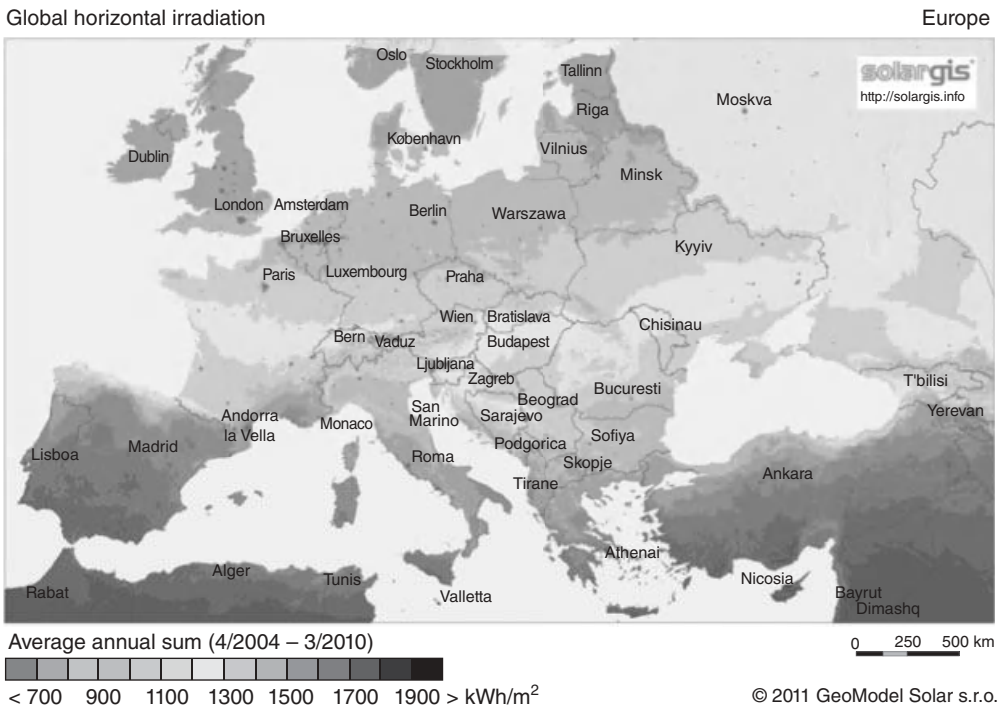 Global horizontal irradiation Europe
Oslo
Stockholm
Tallinn
solargis
http://solargis.info
Moskva
Riga
København
Vilnius
Dublin
Minsk
London Amsterdam
Berlin
Warszawa
Bruxelles
Kyyiv
Paris
Luxembourg
Praha
Wien
Bratislava
Chisinau
Bern
Vaduz
Budapest
Ljubljana
Zagreb
T'bilisi
Bucuresti
Beograd
Yerevan
Andorra
la Vella
Monaco
San
Marino
Sarajevo
Podgorica
Sofiya
Lisboa
Madrid
Roma
Skopje
Ankara
Tirane
Athenai
Alger
Tunis
Nicosia
Rabat
Valletta
Bayrut
Dimashq
Average annual sum (4/2004 – 3/2010)
0 250 500 km
< 700 900 1100 1300 1500 1700 1900 > kWh/m²
© 2011 GeoModel Solar s.r.o.